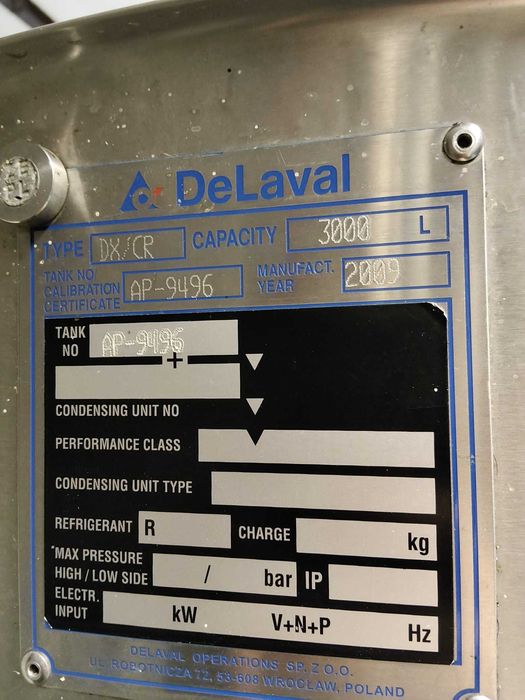 DeLaval
TYPE DX/CR CAPACITY 3000 L
TANK NO
CALIBRATION
CERTIFICATE AP-9496 MANUFACT.
YEAR 2009
TANK
NO AP-9496
+
CONDENSING UNIT NO
PERFORMANCE CLASS
CONDENSING UNIT TYPE
REFRIGERANT R CHARGE kg
MAX PRESSURE
HIGH / LOW SIDE / bar IP
ELECTR.
INPUT kW V+N+P Hz
DELAVAL OPERATIONS SP. Z O.O.
UL. ROBOTNICZA 72, 53-608 WROCŁAW, POLAND